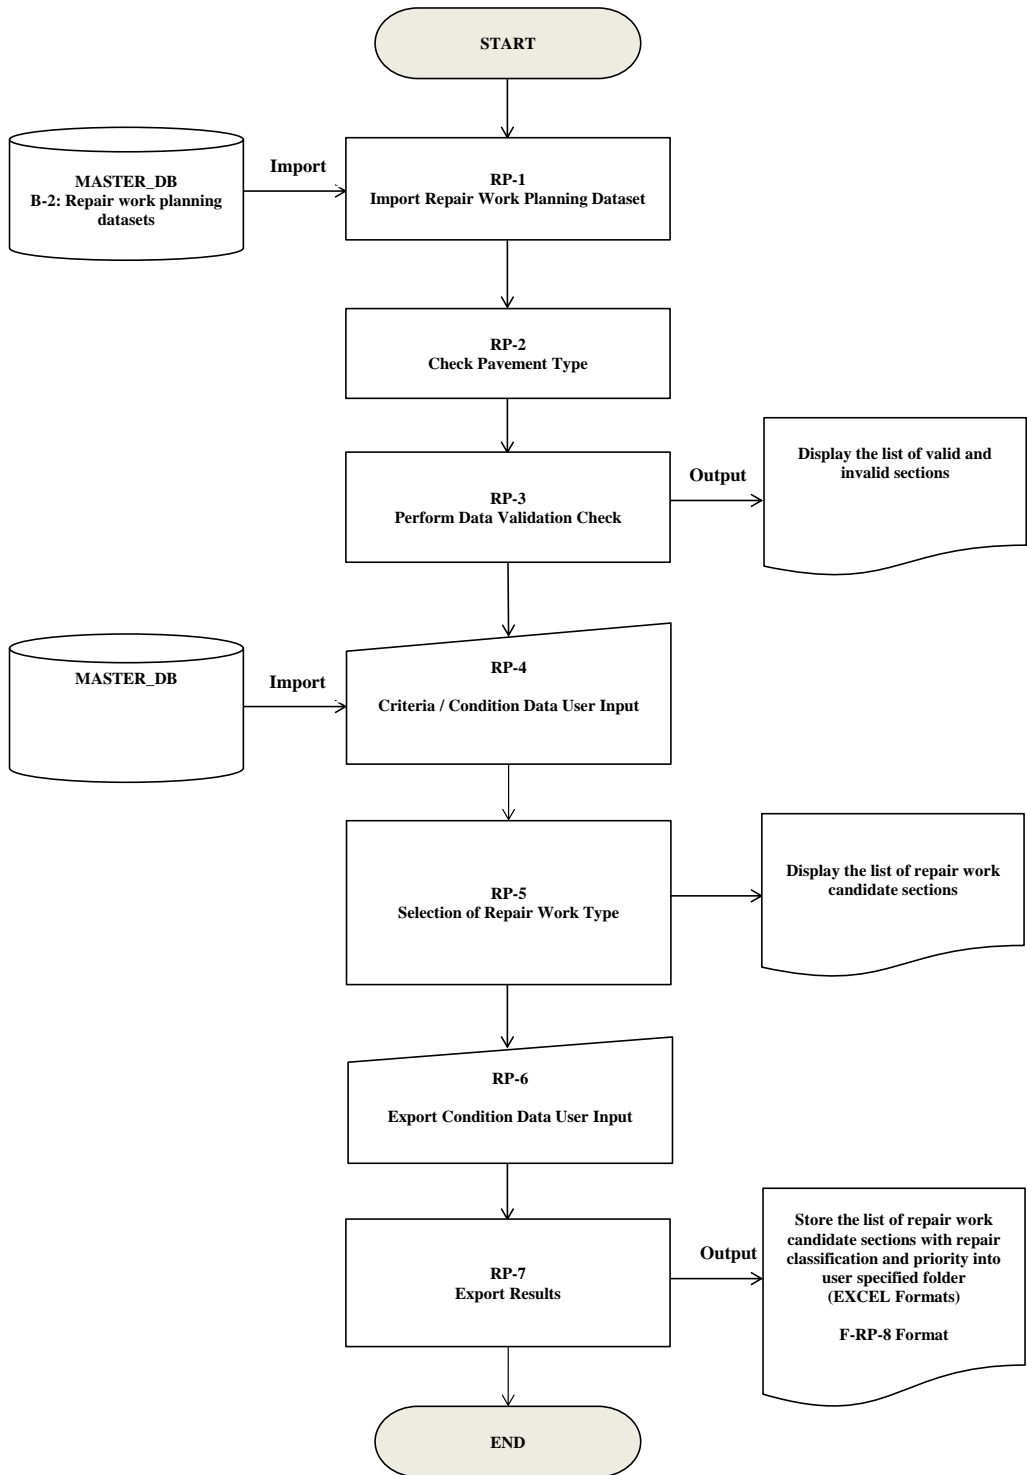 START
MASTER_DB
B-2: Repair work planning
datasets
Import
RP-1
Import Repair Work Planning Dataset
RP-2
Check Pavement Type
RP-3
Perform Data Validation Check
Output
Display the list of valid and
invalid sections
MASTER_DB
Import
RP-4
Criteria / Condition Data User Input
RP-5
Selection of Repair Work Type
Display the list of repair work
candidate sections
RP-6
Export Condition Data User Input
RP-7
Export Results
Output
Store the list of repair work
candidate sections with repair
classification and priority into
user specified folder
(EXCEL Formats)
F-RP-8 Format
END